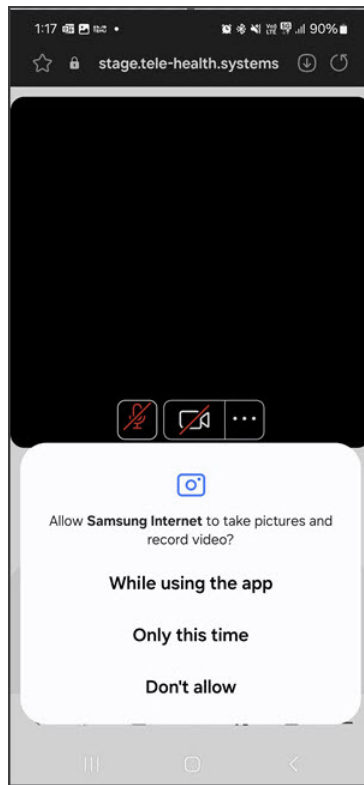 1:17
90%
stage.tele-health.systems
Allow Samsung Internet to take pictures and
record video?
While using the app
Only this time
Don't allow